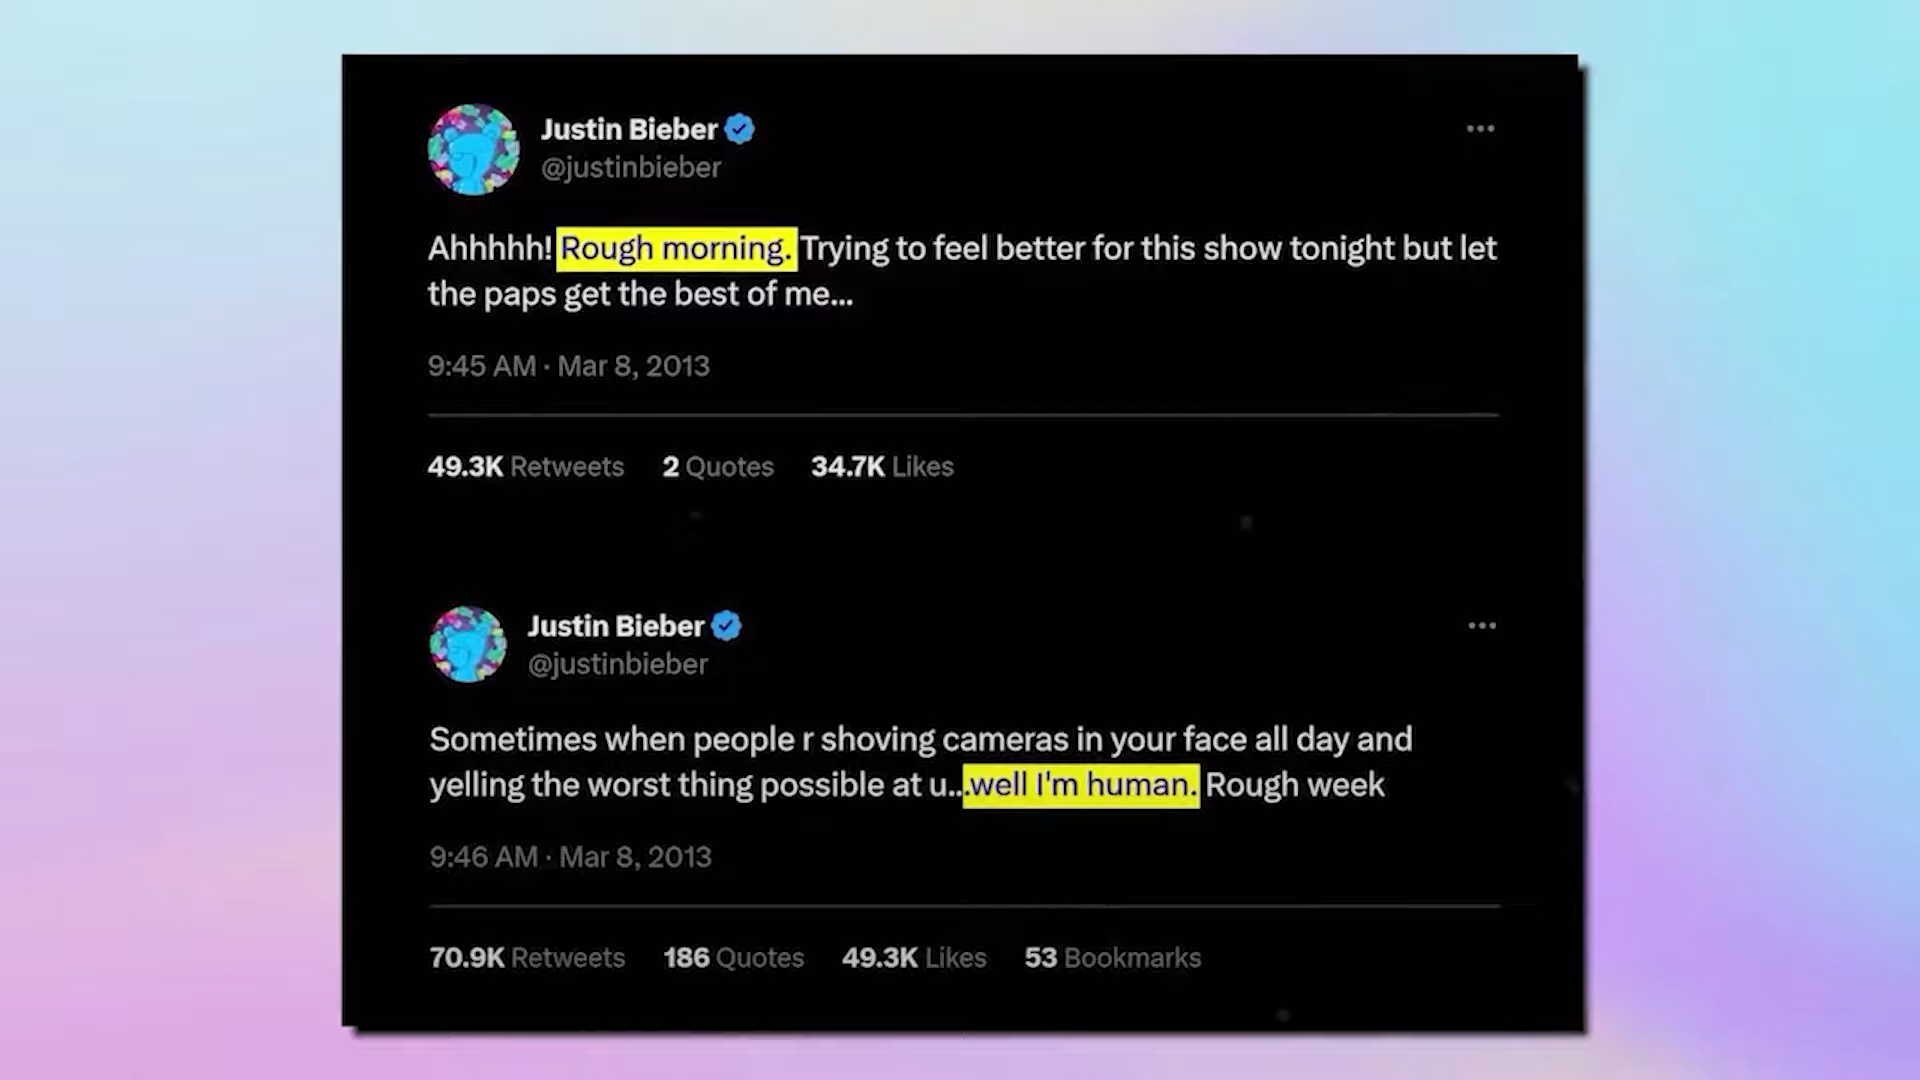 Justin Bieber
@justinbieber
Ahhhhh! Rough morning. Trying to feel better for this show tonight but let
the paps get the best of me...
9:45 AM · Mar 8, 2013
49.3K Retweets 2 Quotes 34.7K Likes
Justin Bieber
@justinbieber
Sometimes when people r shoving cameras in your face all day and
yelling the worst thing possible at u...well I'm human. Rough week
9:46 AM · Mar 8, 2013
70.9K Retweets 186 Quotes 49.3K Likes 53 Bookmarks